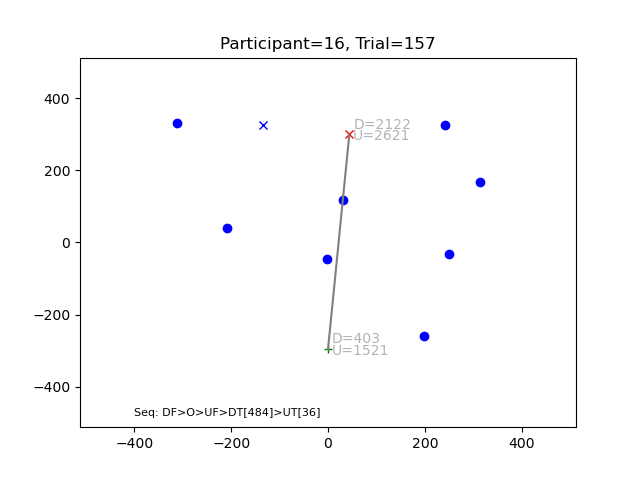 Participant=16, Trial=157
400
200
0
−200
−400
D=2122
U=2621
D=403
U=1521
Seq: DF>O>UF>DT[484]>UT[36]
−400
−200
0
200
400